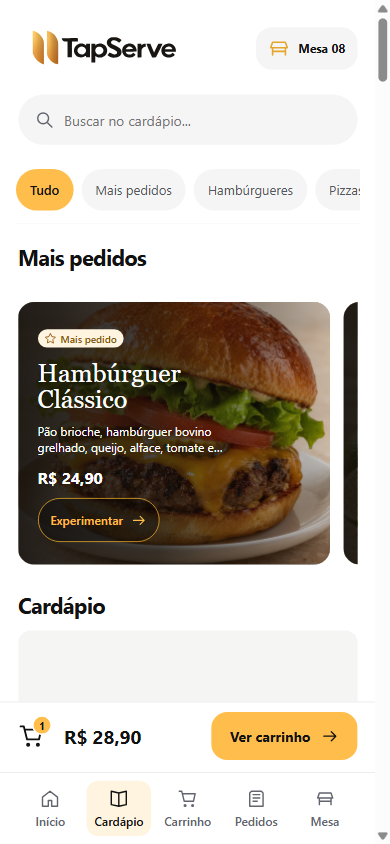 TapServe
Mesa 08
Buscar no cardápio...
Tudo
Mais pedidos
Hambúrgueres
Pizzas
Mais pedidos
Mais pedido
Hambúrguer
Clássico
Pão brioche, hambúrguer bovino
grelhado, queijo, alface, tomate e...
R$ 24,90
Experimentar
Cardápio
1
R$ 28,90
Ver carrinho
Início
Cardápio
Carrinho
Pedidos
Mesa